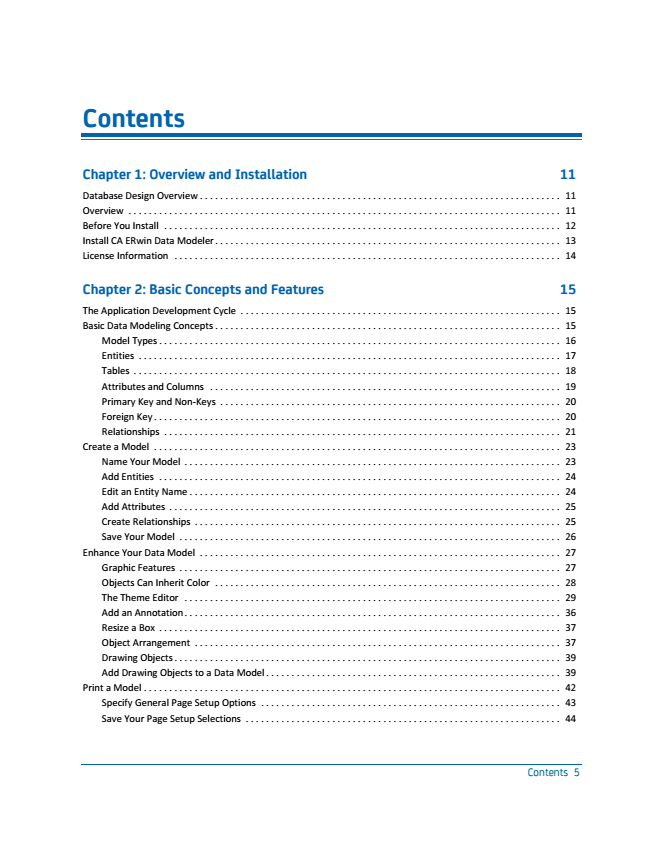 Contents
Chapter 1: Overview and Installation 11
Database Design Overview . . . . . . . . . . . . . . . . . . . . 11
Overview . . . . . . . . . . . . . . . . . . . . 11
Before You Install . . . . . . . . . . . . . . . . . . . . 12
Install CA ERwin Data Modeler . . . . . . . . . . . . . . . . . . . . 13
License Information . . . . . . . . . . . . . . . . . . . . 14
Chapter 2: Basic Concepts and Features 15
The Application Development Cycle . . . . . . . . . . . . . . . . . . . . 15
Basic Data Modeling Concepts . . . . . . . . . . . . . . . . . . . . 15
Model Types . . . . . . . . . . . . . . . . . . . . 16
Entities . . . . . . . . . . . . . . . . . . . . 17
Tables . . . . . . . . . . . . . . . . . . . . 18
Attributes and Columns . . . . . . . . . . . . . . . . . . . . 19
Primary Key and Non-Keys . . . . . . . . . . . . . . . . . . . . 20
Foreign Key . . . . . . . . . . . . . . . . . . . . 20
Relationships . . . . . . . . . . . . . . . . . . . . 21
Create a Model . . . . . . . . . . . . . . . . . . . . 23
Name Your Model . . . . . . . . . . . . . . . . . . . . 23
Add Entities . . . . . . . . . . . . . . . . . . . . 24
Edit an Entity Name . . . . . . . . . . . . . . . . . . . . 24
Add Attributes . . . . . . . . . . . . . . . . . . . . 25
Create Relationships . . . . . . . . . . . . . . . . . . . . 25
Save Your Model . . . . . . . . . . . . . . . . . . . . 26
Enhance Your Data Model . . . . . . . . . . . . . . . . . . . . 27
Graphic Features . . . . . . . . . . . . . . . . . . . . 27
Objects Can Inherit Color . . . . . . . . . . . . . . . . . . . . 28
The Theme Editor . . . . . . . . . . . . . . . . . . . . 29
Add an Annotation . . . . . . . . . . . . . . . . . . . . 36
Resize a Box . . . . . . . . . . . . . . . . . . . . 37
Object Arrangement . . . . . . . . . . . . . . . . . . . . 37
Drawing Objects . . . . . . . . . . . . . . . . . . . . 39
Add Drawing Objects to a Data Model . . . . . . . . . . . . . . . . . . . . 39
Print a Model . . . . . . . . . . . . . . . . . . . . 42
Specify General Page Setup Options . . . . . . . . . . . . . . . . . . . . 43
Save Your Page Setup Selections . . . . . . . . . . . . . . . . . . . . 44
Contents 5